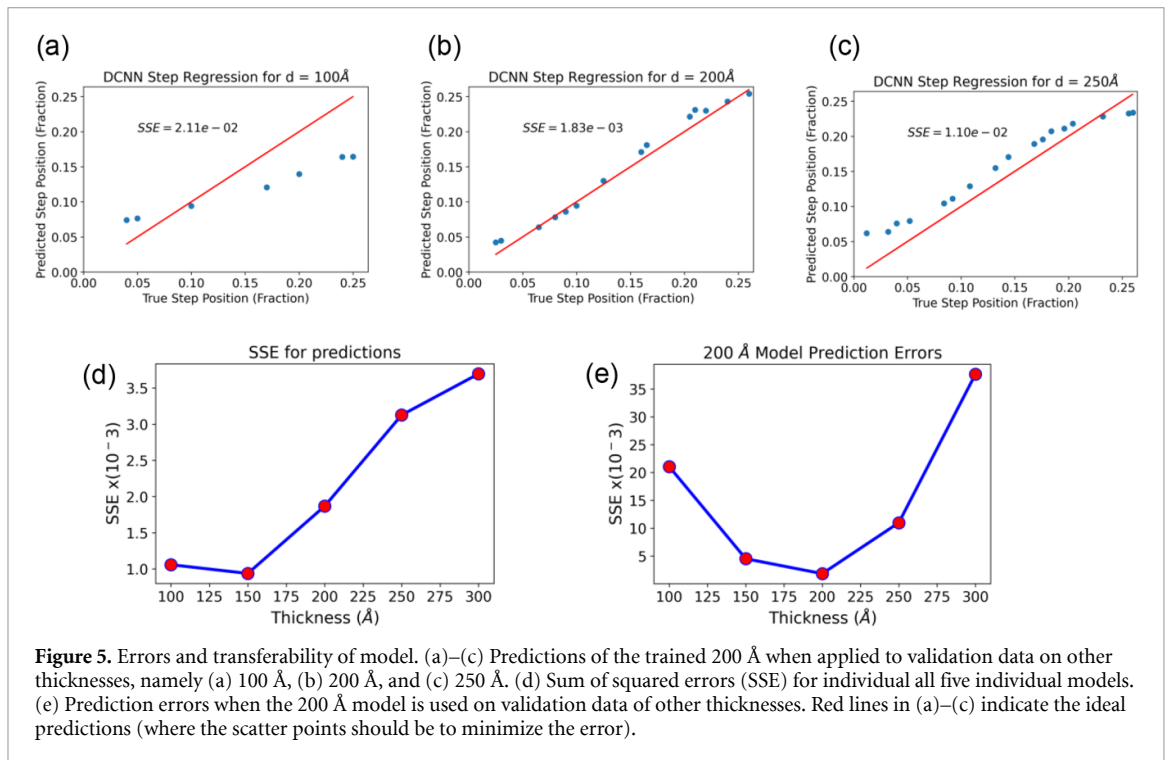 (a)
DCNN Step Regression for d = 100Å
Predicted Step Position (Fraction)
0.25
0.20
0.15
0.10
0.05
0.00
SSE = 2.11e − 02
0.00 0.05 0.10 0.15 0.20 0.25
True Step Position (Fraction)
(b)
DCNN Step Regression for d = 200Å
Predicted Step Position (Fraction)
0.25
0.20
0.15
0.10
0.05
0.00
SSE = 1.83e − 03
0.00 0.05 0.10 0.15 0.20 0.25
True Step Position (Fraction)
(c)
DCNN Step Regression for d = 250Å
Predicted Step Position (Fraction)
0.25
0.20
0.15
0.10
0.05
0.00
SSE = 1.10e − 02
0.00 0.05 0.10 0.15 0.20 0.25
True Step Position (Fraction)
(d)
SSE for predictions
SSE x(10⁻ 3)
3.5
3.0
2.5
2.0
1.5
1.0
100 125 150 175 200 225 250 275 300
Thickness (Å)
(e)
200 Å Model Prediction Errors
SSE x(10⁻ 3)
35
30
25
20
15
10
5
100 125 150 175 200 225 250 275 300
Thickness (Å)
Figure 5. Errors and transferability of model. (a)–(c) Predictions of the trained 200 Å when applied to validation data on other
thicknesses, namely (a) 100 Å, (b) 200 Å, and (c) 250 Å. (d) Sum of squared errors (SSE) for individual all five individual models.
(e) Prediction errors when the 200 Å model is used on validation data of other thicknesses. Red lines in (a)–(c) indicate the ideal
predictions (where the scatter points should be to minimize the error).